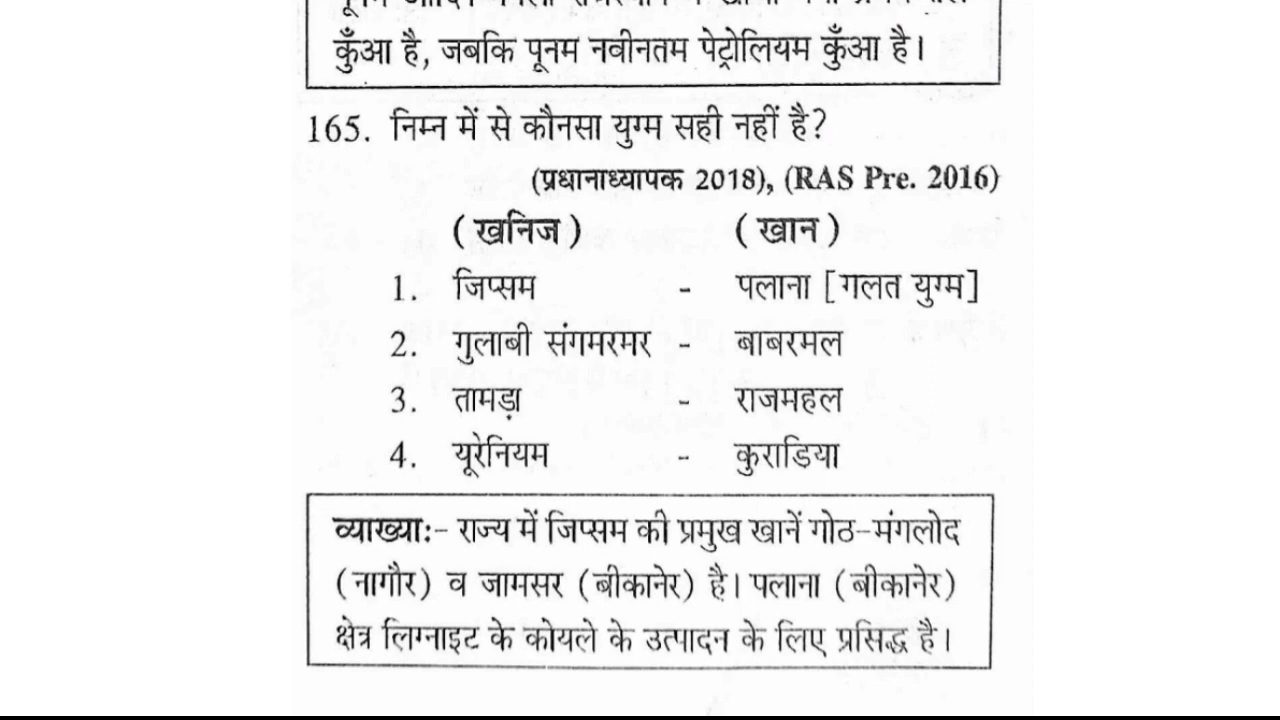 कुँआ है, जबकि पूनम नवीनतम पेट्रोलियम कुँआ है।
165. निम्न में से कौनसा युग्म सही नहीं है?
(प्रधानाध्यापक 2018), (RAS Pre. 2016)
(खनिज) (खान)
1. जिप्सम - पलाना [गलत युग्म]
2. गुलाबी संगमरमर - बाबरमल
3. तामड़ा - राजमहल
4. यूरेनियम - कुराडिया
व्याख्याः- राज्य में जिप्सम की प्रमुख खानें गोठ-मंगलोद
(नागौर) व जामसर (बीकानेर) है। पलाना (बीकानेर)
क्षेत्र लिग्नाइट के कोयले के उत्पादन के लिए प्रसिद्ध है।